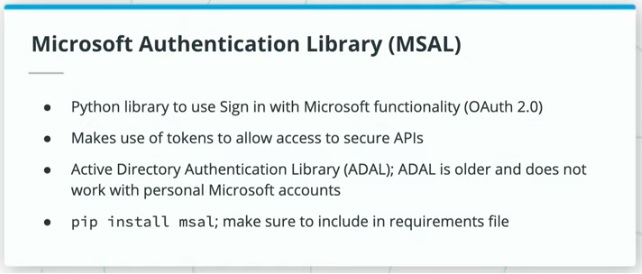 Microsoft Authentication Library (MSAL)
● Python library to use Sign in with Microsoft functionality (OAuth 2.0)
● Makes use of tokens to allow access to secure APIs
● Active Directory Authentication Library (ADAL); ADAL is older and does not
work with personal Microsoft accounts
● pip install msal; make sure to include in requirements file